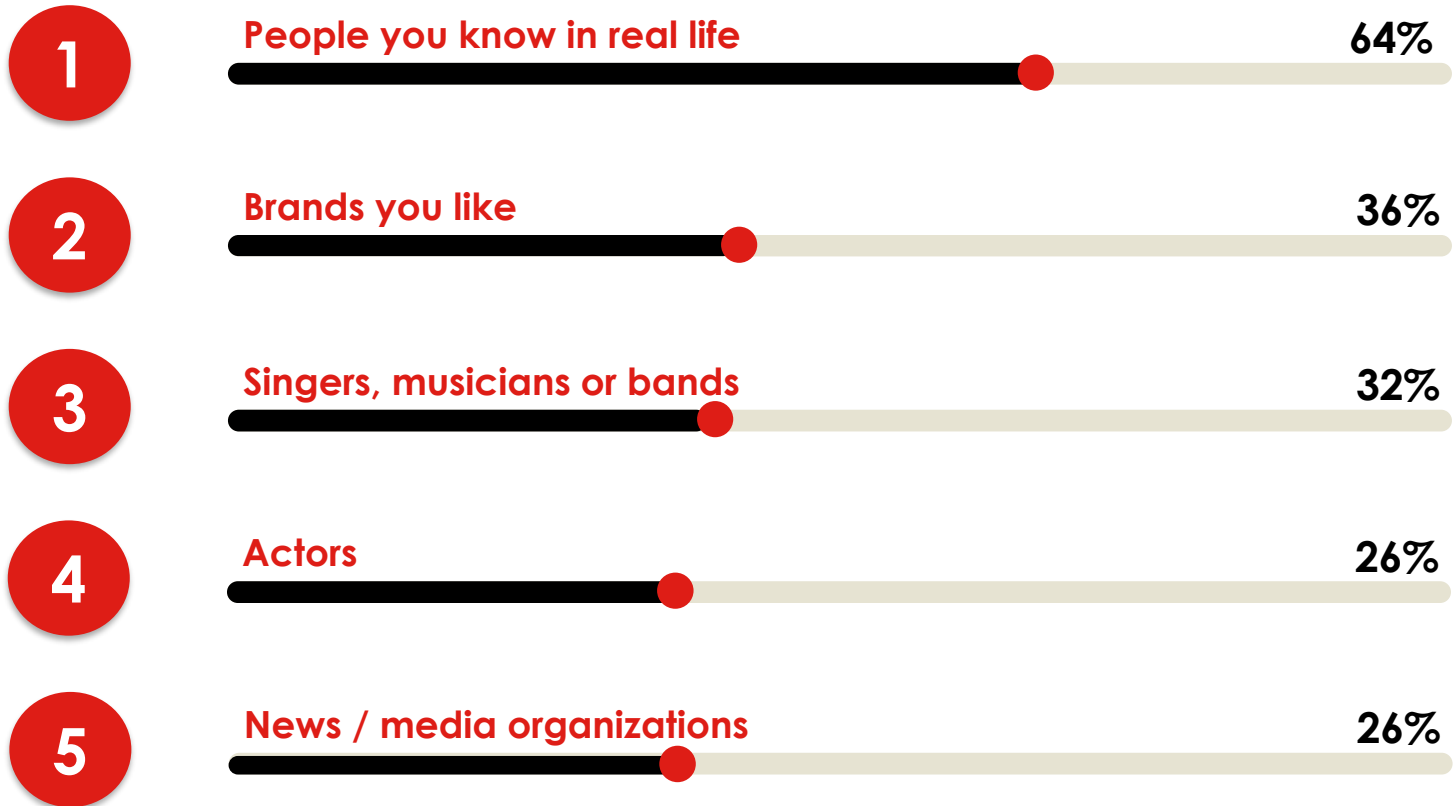 1
People you know in real life
64%
2
Brands you like
36%
3
Singers, musicians or bands
32%
4
Actors
26%
5
News / media organizations
26%